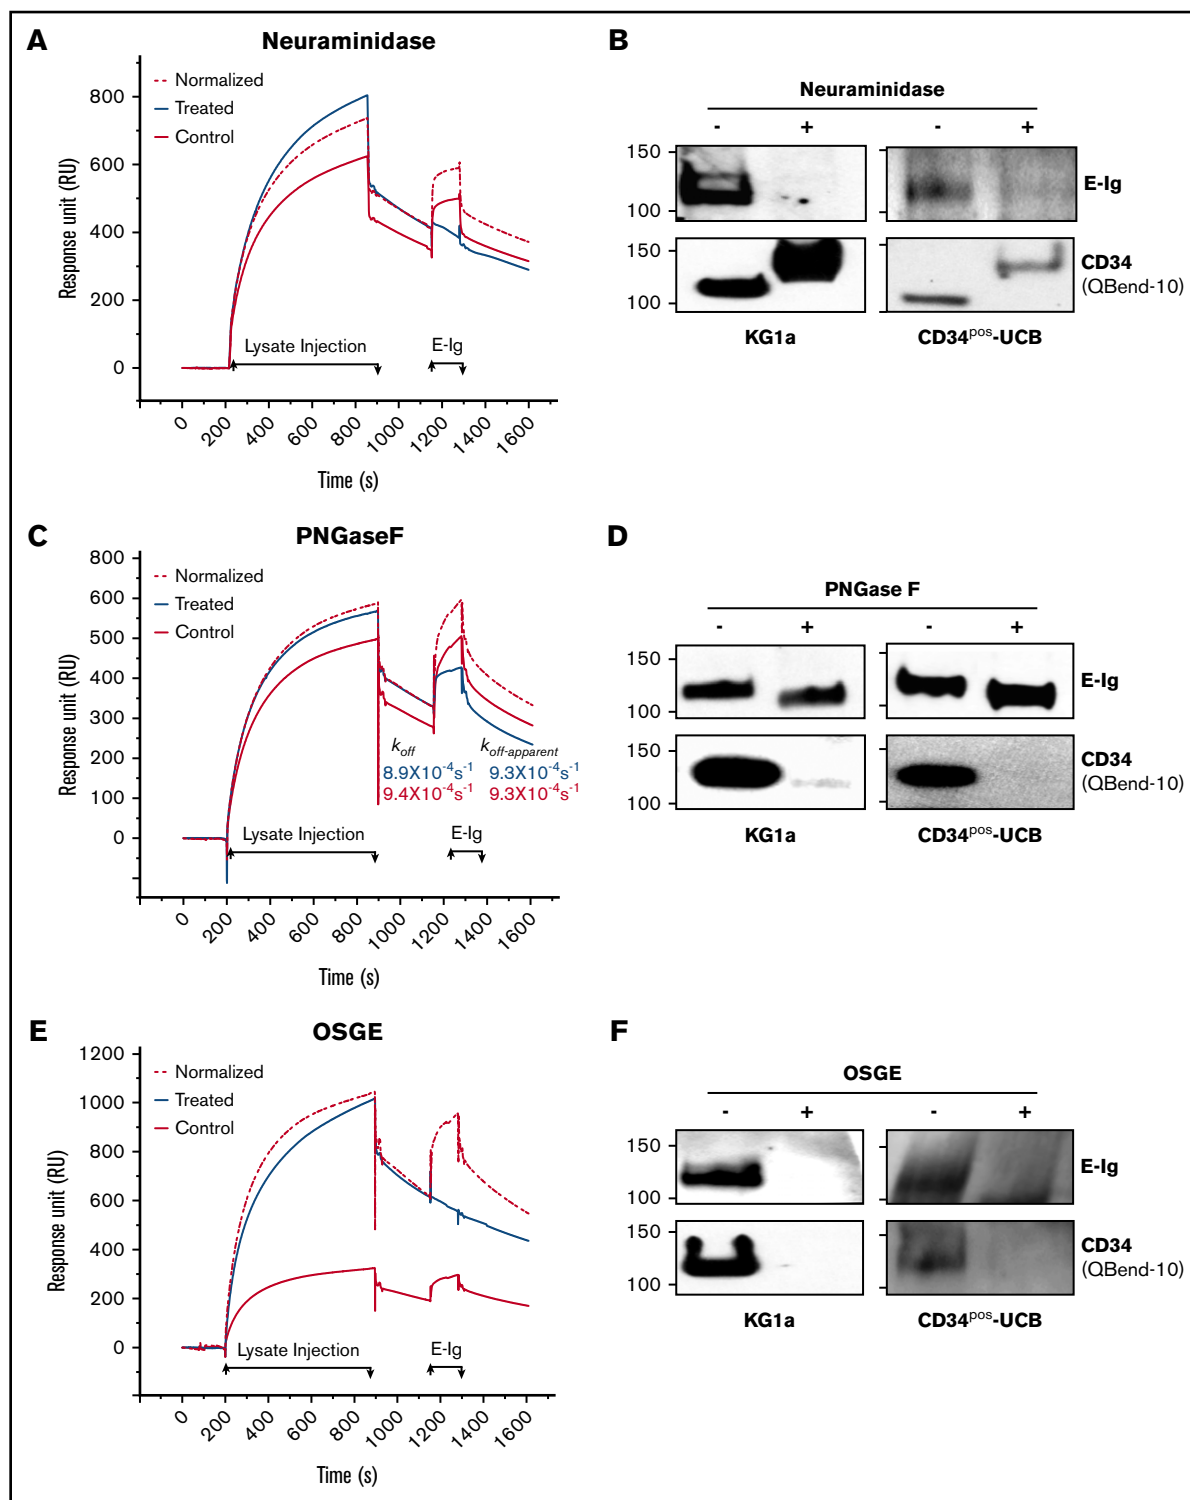 A
Neuraminidase
Normalized
Treated
Control
Response unit (RU)
800
600
400
200
0
Lysate Injection
E-Ig
0 200 400 600 800 1000 1200 1400 1600
Time (s)
B
Neuraminidase
- + - +
150
100
E-Ig
150
100
CD34
(QBend-10)
KG1a
CD34pos-UCB
C
PNGaseF
Normalized
Treated
Control
Response unit (RU)
800
600
500
400
300
200
100
0
koff koff-apparent
8.9X10-4s-1 9.3X10-4s-1
9.4X10-4s-1 9.3X10-4s-1
Lysate Injection
E-Ig
0 200 400 600 800 1000 1200 1400 1600
Time (s)
D
PNGase F
- + - +
150
100
E-Ig
150
100
CD34
(QBend-10)
KG1a
CD34pos-UCB
E
OSGE
Normalized
Treated
Control
Response unit (RU)
1200
1000
800
600
400
200
0
Lysate Injection
E-Ig
0 200 400 600 800 1000 1200 1400 1600
Time (s)
F
OSGE
- + - +
150
100
E-Ig
150
100
CD34
(QBend-10)
KG1a
CD34pos-UCB